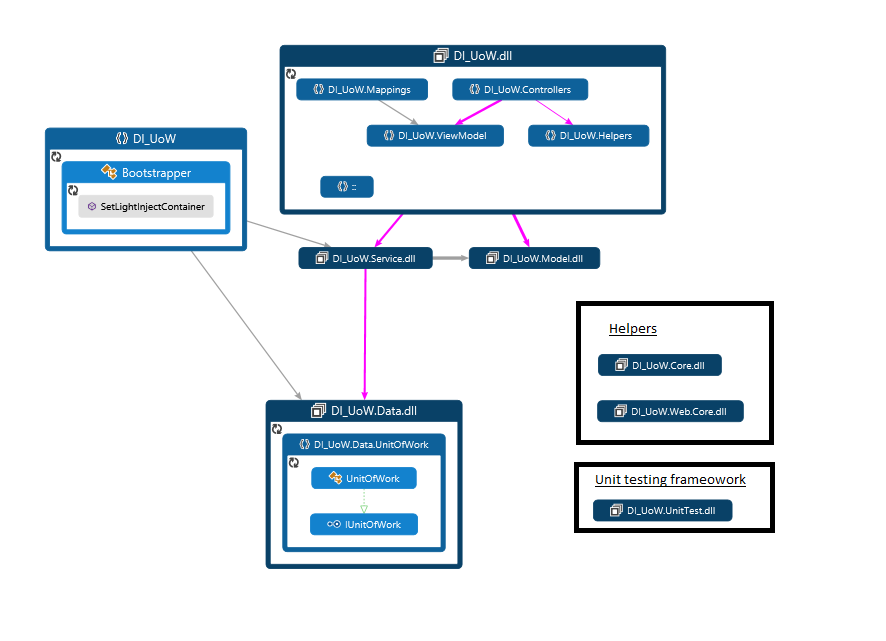 DI_UoW.dll
DI_UoW.Mappings
DI_UoW.Controllers
DI_UoW.ViewModel
DI_UoW.Helpers
::
DI_UoW
Bootstrapper
SetLightInjectContainer
DI_UoW.Service.dll
DI_UoW.Model.dll
Helpers
DI_UoW.Core.dll
DI_UoW.Web.Core.dll
DI_UoW.Data.dll
DI_UoW.Data.UnitOfWork
UnitOfWork
IUnitOfWork
Unit testing frameowork
DI_UoW.UnitTest.dll